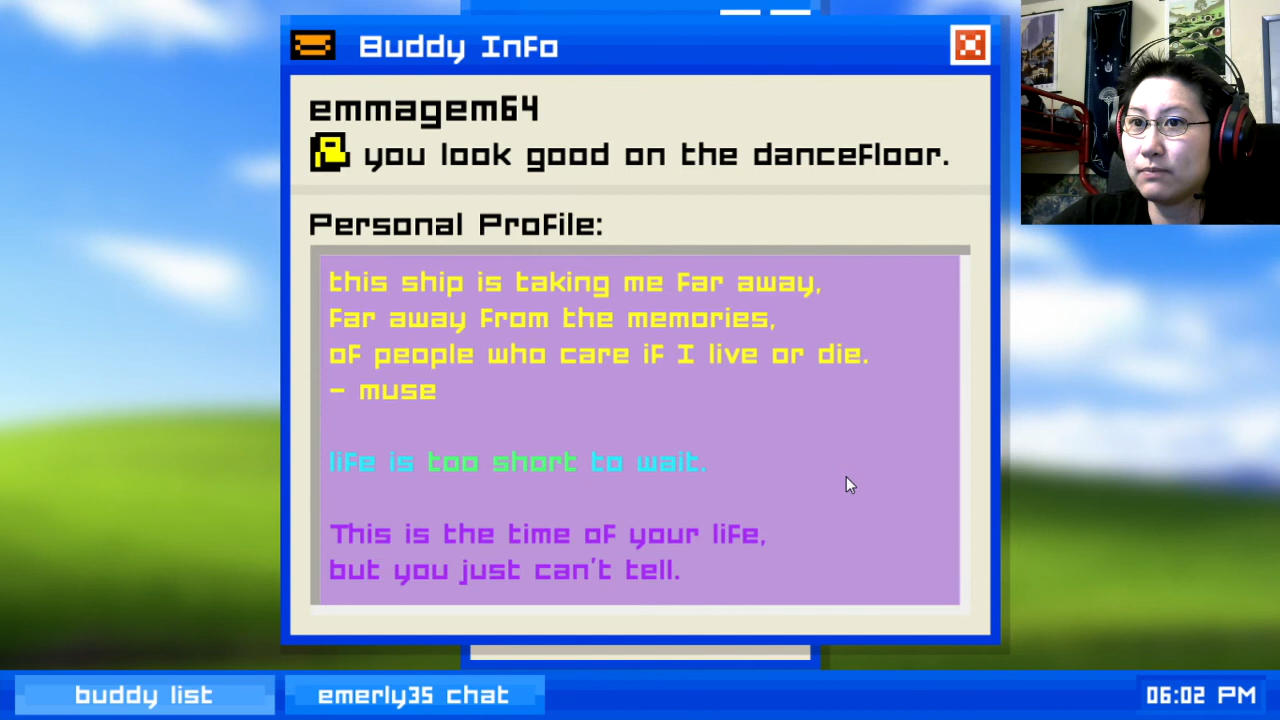 Buddy Info
emmagem64
you look good on the dancefloor.
Personal Profile:
this ship is taking me far away,
far away from the memories,
of people who care if I live or die.
- muse
life is too short to wait.
This is the time of your life,
but you just can't tell.
buddy list
emerly35 chat
06:02 PM